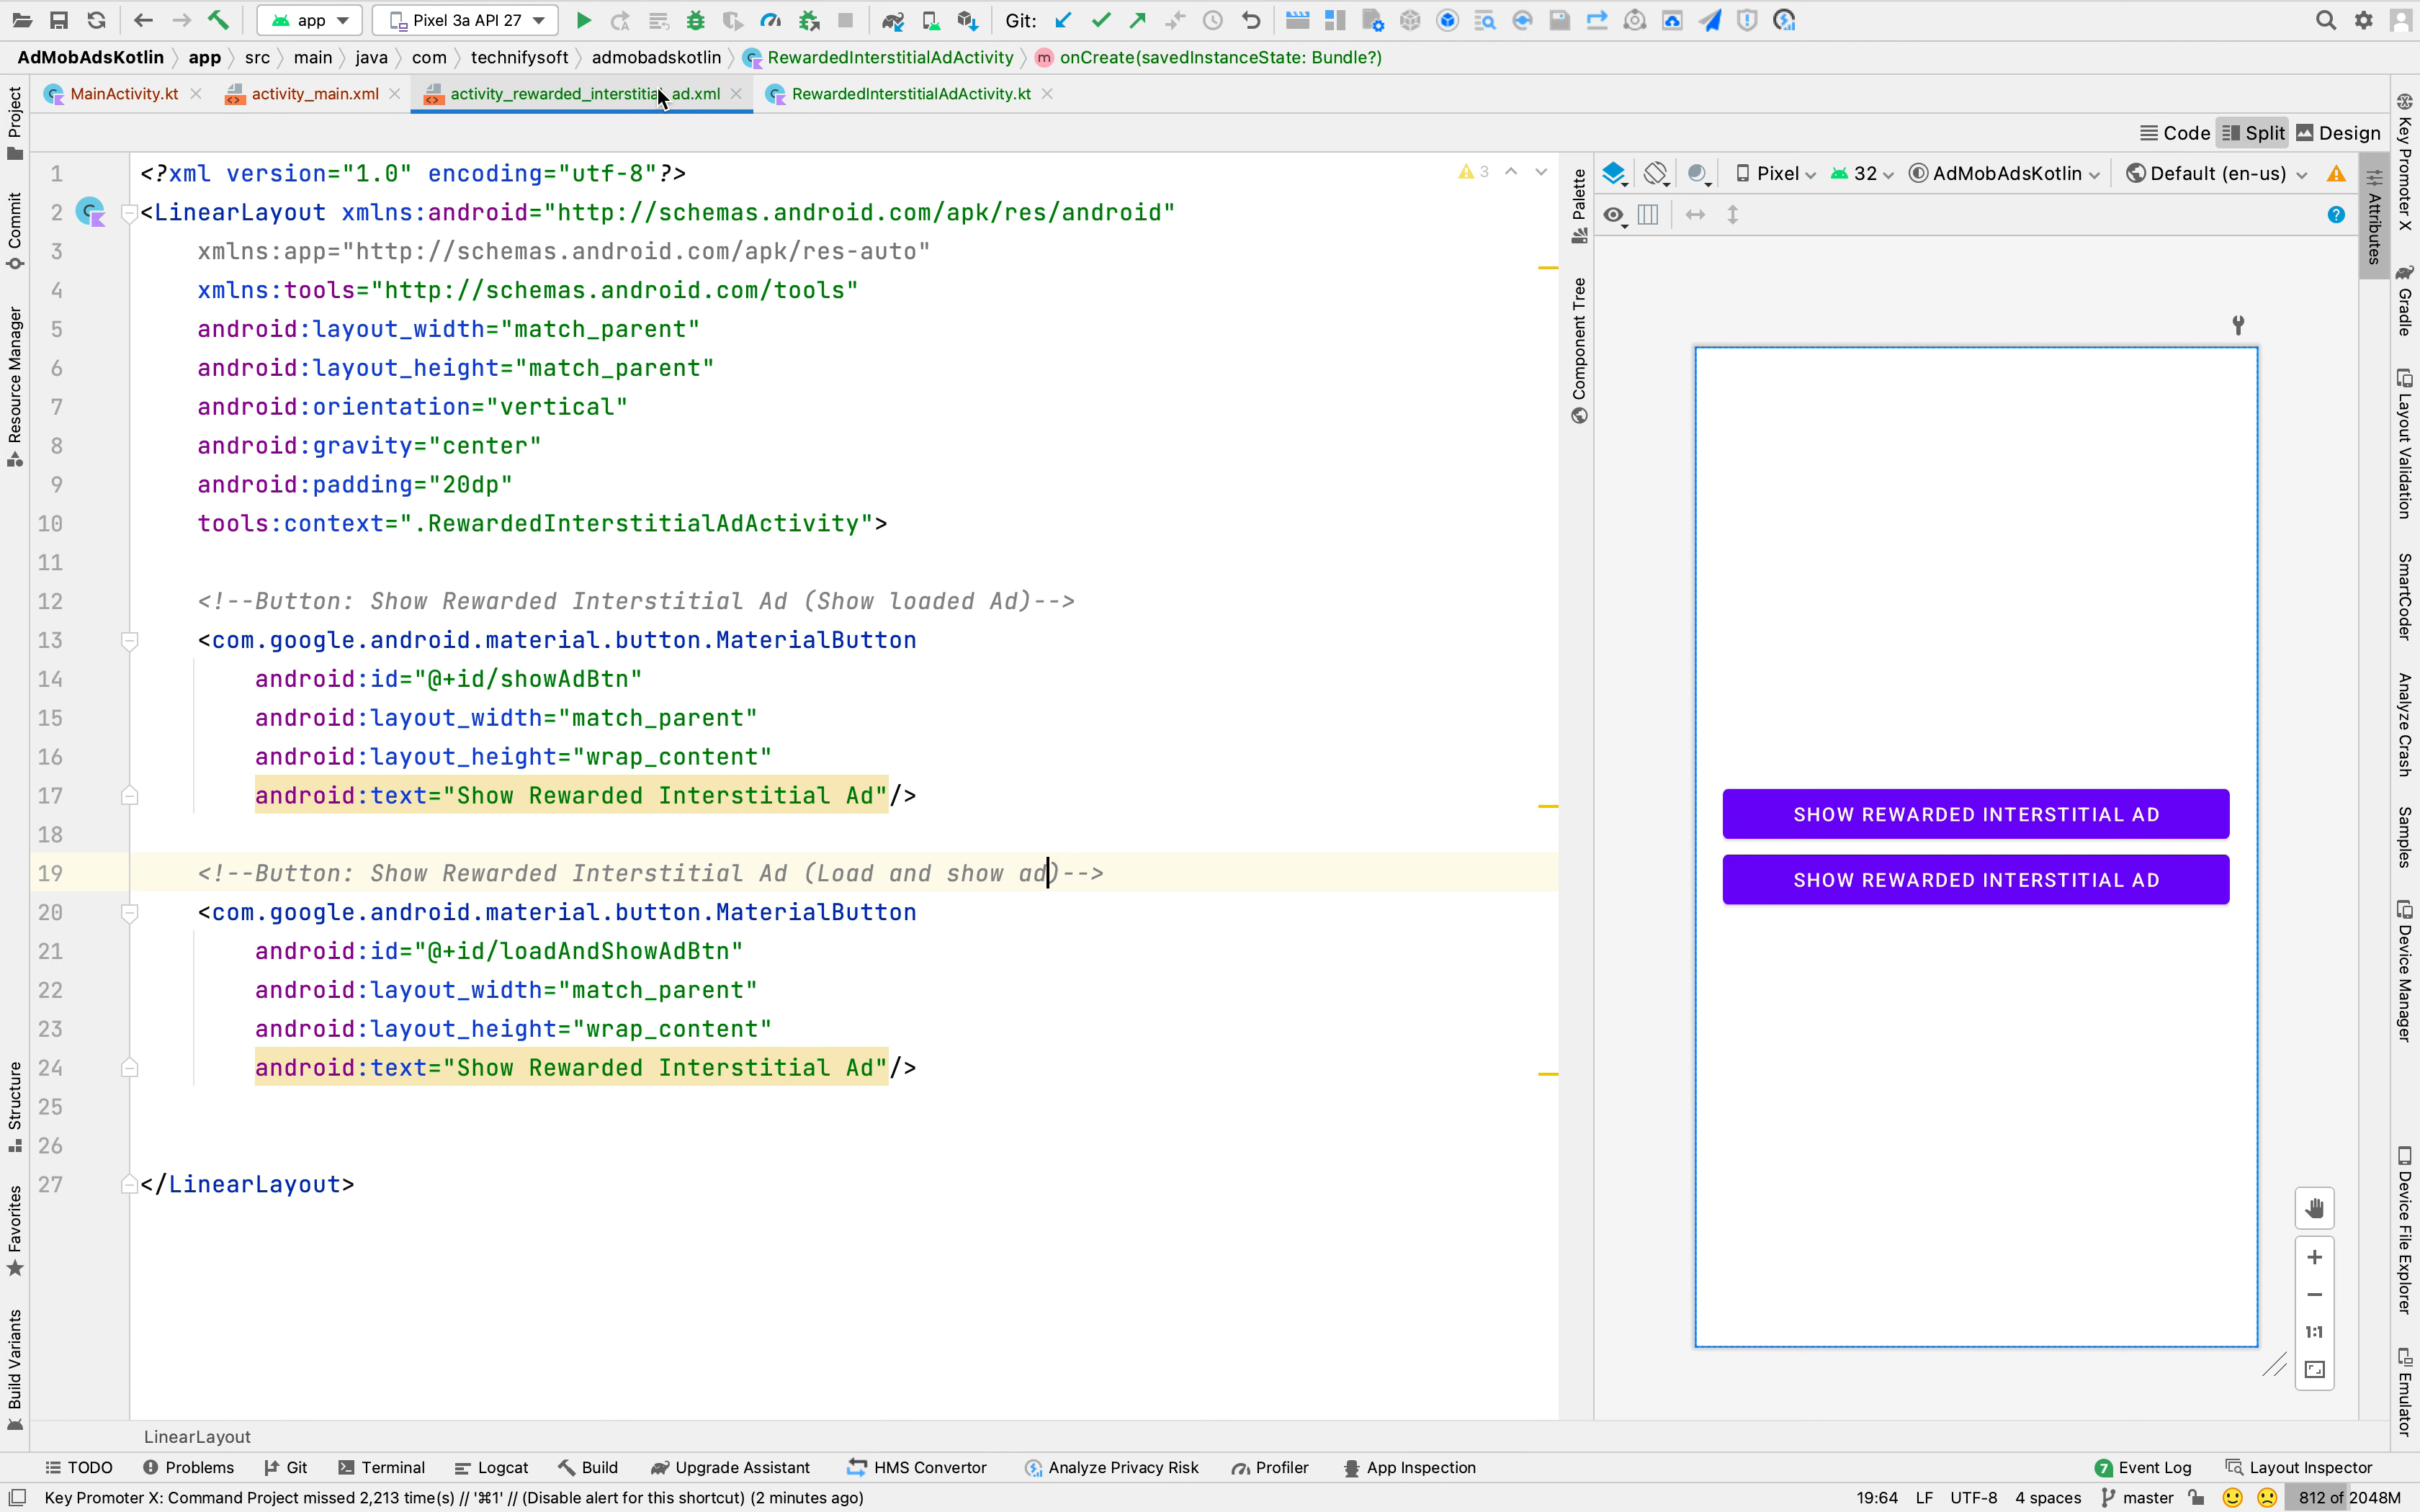 app
Pixel 3a API 27
Git:
AdMobAdsKotlin
app
src
main
java
com
technifysoft
admobadskotlin
RewardedInterstitialAdActivity
m
onCreate(savedInstanceState: Bundle?)
MainActivity.kt
activity_main.xml
activity_rewarded_interstitial_ad.xml
RewardedInterstitialAdActivity.kt
Code
Split
Design
Project
Commit
Resource Manager
Structure
Favorites
Build Variants
1 <?xml version="1.0" encoding="utf-8"?>
2 <LinearLayout xmlns:android="http://schemas.android.com/apk/res/android"
3 xmlns:app="http://schemas.android.com/apk/res-auto"
4 xmlns:tools="http://schemas.android.com/tools"
5 android:layout_width="match_parent"
6 android:layout_height="match_parent"
7 android:orientation="vertical"
8 android:gravity="center"
9 android:padding="20dp"
10 tools:context=".RewardedInterstitialAdActivity">
11
12 <!--Button: Show Rewarded Interstitial Ad (Show loaded Ad)-->
13 <com.google.android.material.button.MaterialButton
14 android:id="@+id/showAdBtn"
15 android:layout_width="match_parent"
16 android:layout_height="wrap_content"
17 android:text="Show Rewarded Interstitial Ad"/>
18
19 <!--Button: Show Rewarded Interstitial Ad (Load and show ad)-->
20 <com.google.android.material.button.MaterialButton
21 android:id="@+id/loadAndShowAdBtn"
22 android:layout_width="match_parent"
23 android:layout_height="wrap_content"
24 android:text="Show Rewarded Interstitial Ad"/>
25
26
27 </LinearLayout>
3
Palette
Component Tree
Pixel
32
AdMobAdsKotlin
Default (en-us)
?
SHOW REWARDED INTERSTITIAL AD
SHOW REWARDED INTERSTITIAL AD
1:1
Attributes
Key Promoter X
Gradle
Layout Validation
SmartCoder
Analyze Crash
Samples
Device Manager
Device File Explorer
Emulator
LinearLayout
TODO
Problems
Git
Terminal
Logcat
Build
Upgrade Assistant
HMS Convertor
Analyze Privacy Risk
Profiler
App Inspection
7
Event Log
Layout Inspector
Key Promoter X: Command Project missed 2,213 time(s) // '⌘1' // (Disable alert for this shortcut) (2 minutes ago)
19:64
LF
UTF-8
4 spaces
master
812 of 2048M